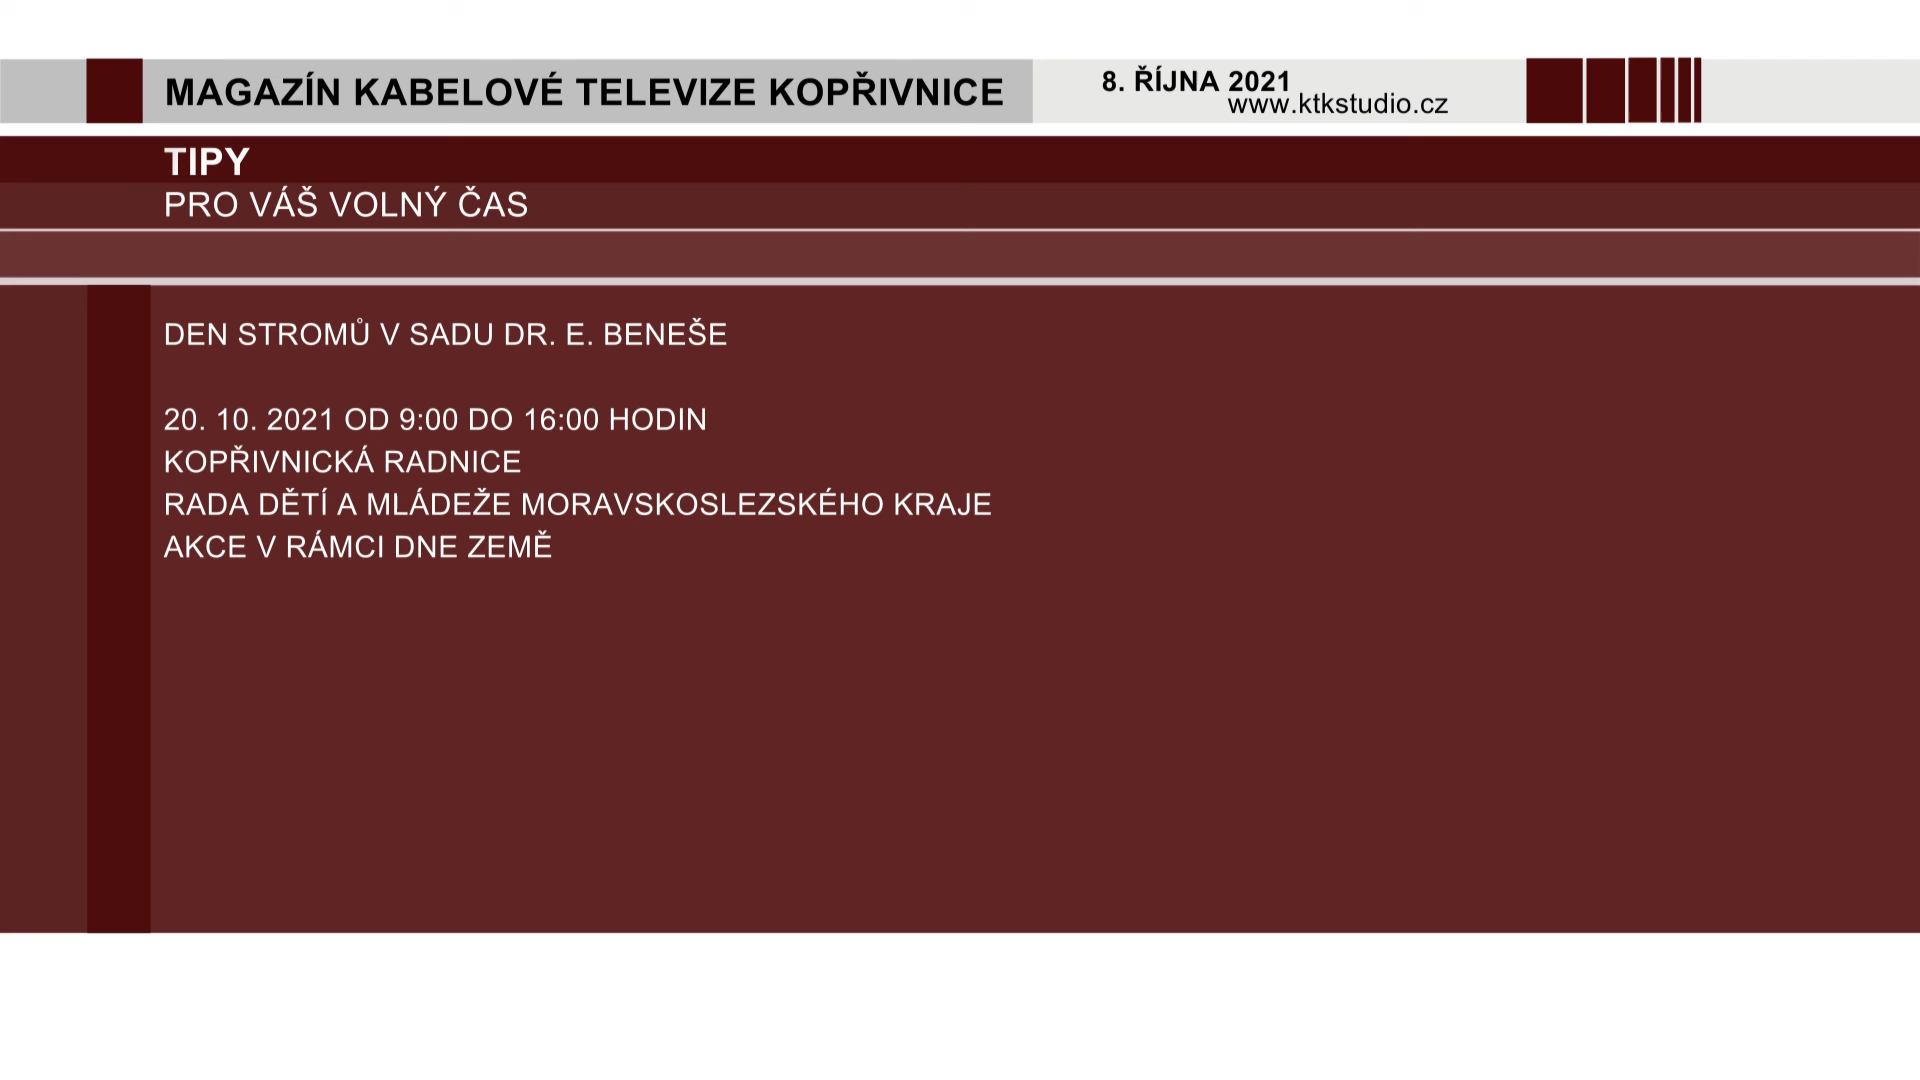 MAGAZÍN KABELOVÉ TELEVIZE KOPŘIVNICE
8. ŘÍJNA 2021
www.ktkstudio.cz
TIPY
PRO VÁŠ VOLNÝ ČAS
DEN STROMŮ V SADU DR. E. BENEŠE
20. 10. 2021 OD 9:00 DO 16:00 HODIN
KOPŘIVNICKÁ RADNICE
RADA DĚTÍ A MLÁDEŽE MORAVSKOSLEZSKÉHO KRAJE
AKCE V RÁMCI DNE ZEMĚ